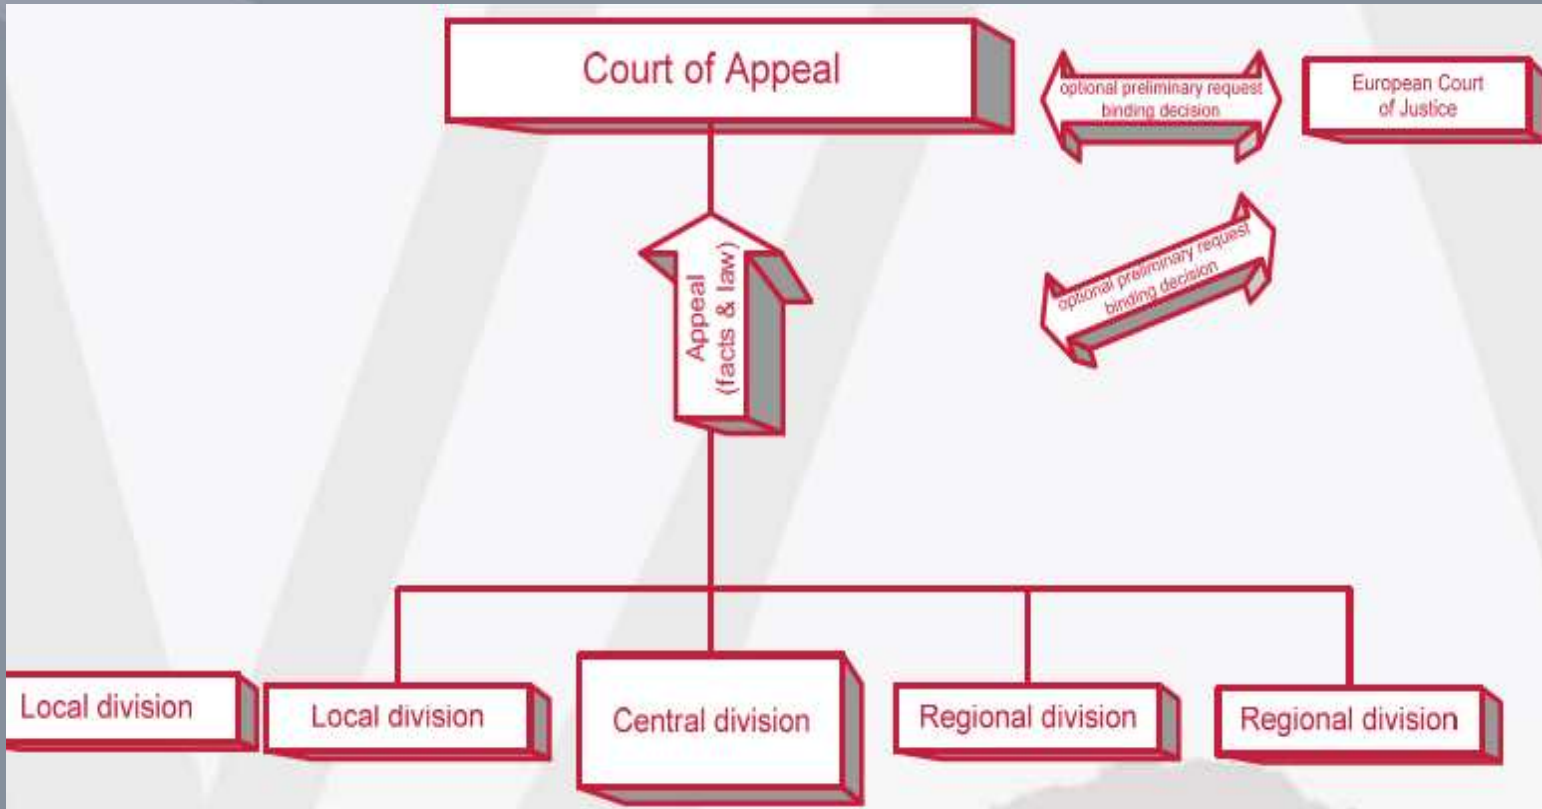 Court of Appeal
optional preliminary request
binding decision
European Court
of Justice
optional preliminary request
binding decision
Appeal
(facts & law)
Local division
Local division
Central division
Regional division
Regional division